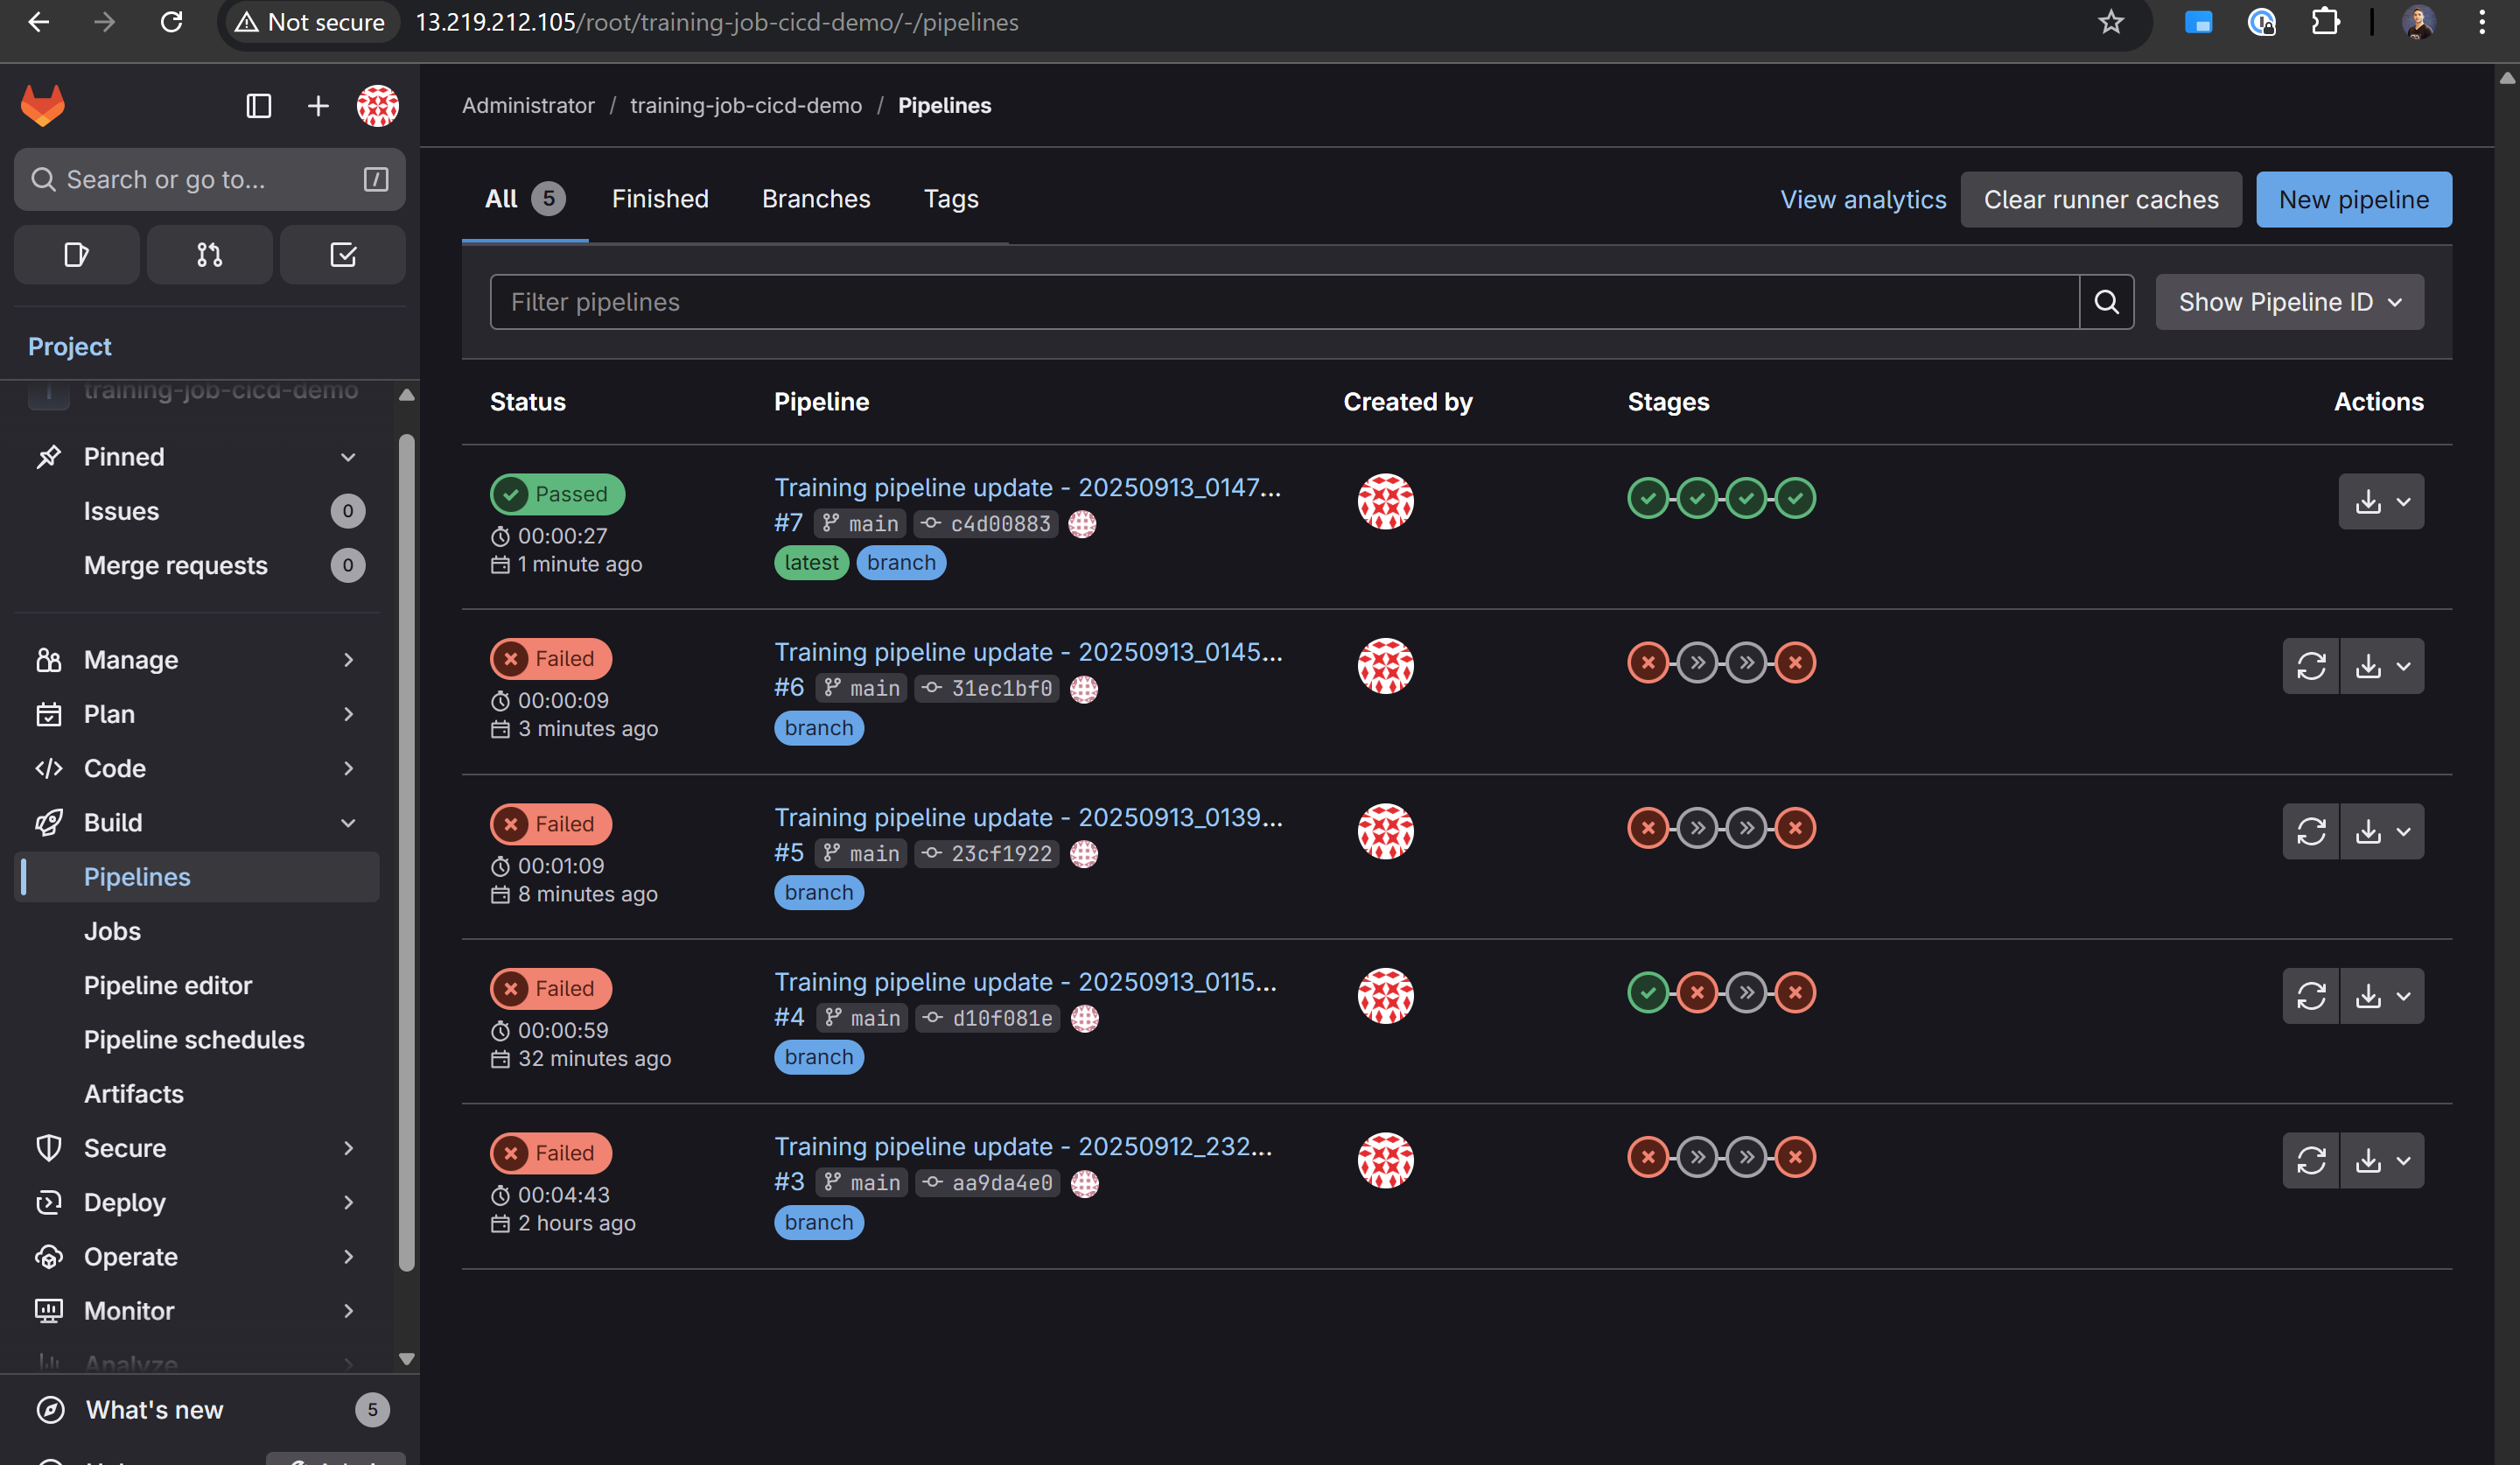 Not secure 13.219.212.105/root/training-job-cicd-demo/-/pipelines
Search or go to... /
Project
training-job-cicd-demo
Pinned
Issues 0
Merge requests 0
Manage
Plan
Code
Build
Pipelines
Jobs
Pipeline editor
Pipeline schedules
Artifacts
Secure
Deploy
Operate
Monitor
Analyze
What's new 5
Administrator / training-job-cicd-demo / Pipelines
All 5 Finished Branches Tags View analytics Clear runner caches New pipeline
Filter pipelines Show Pipeline ID
Status Pipeline Created by Stages Actions
Passed Training pipeline update - 20250913_0147...
00:00:27 #7 main c4d00883
1 minute ago latest branch
Failed Training pipeline update - 20250913_0145...
00:00:09 #6 main 31ec1bf0
3 minutes ago branch
Failed Training pipeline update - 20250913_0139...
00:01:09 #5 main 23cf1922
8 minutes ago branch
Failed Training pipeline update - 20250913_0115...
00:00:59 #4 main d10f081e
32 minutes ago branch
Failed Training pipeline update - 20250912_232...
00:04:43 #3 main aa9da4e0
2 hours ago branch